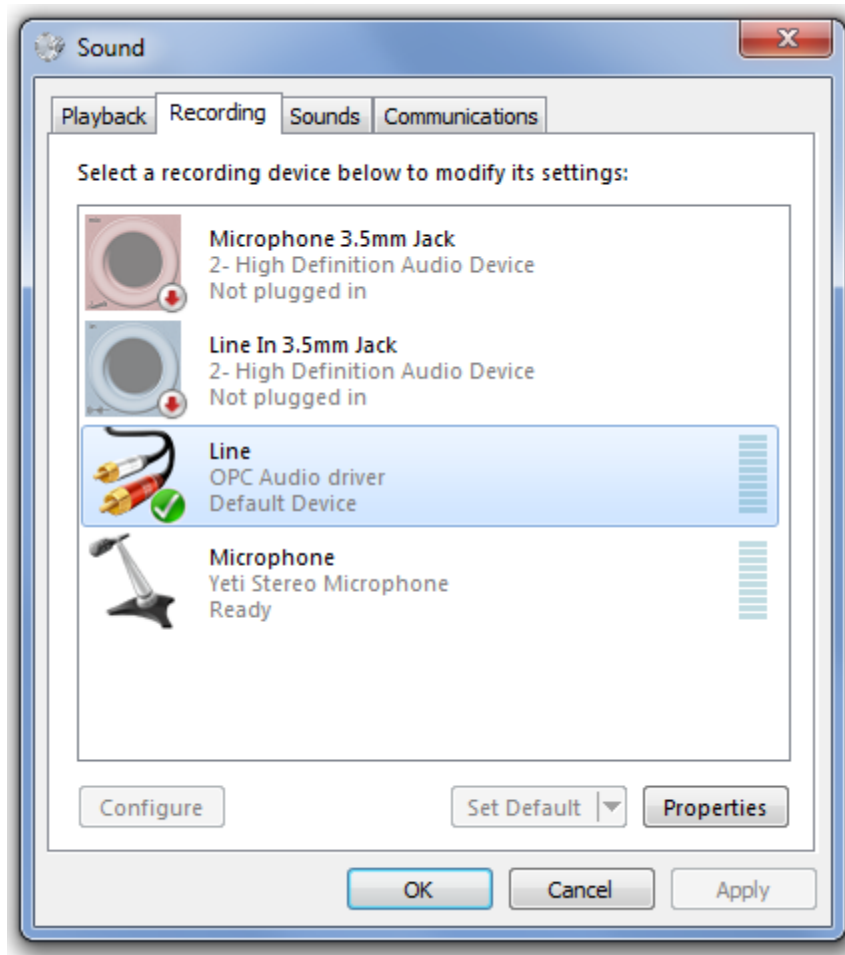 Sound
Playback Recording Sounds Communications
Select a recording device below to modify its settings:
Microphone 3.5mm Jack
2- High Definition Audio Device
Not plugged in
Line In 3.5mm Jack
2- High Definition Audio Device
Not plugged in
Line
OPC Audio driver
Default Device
Microphone
Yeti Stereo Microphone
Ready
Configure Set Default Properties
OK Cancel Apply